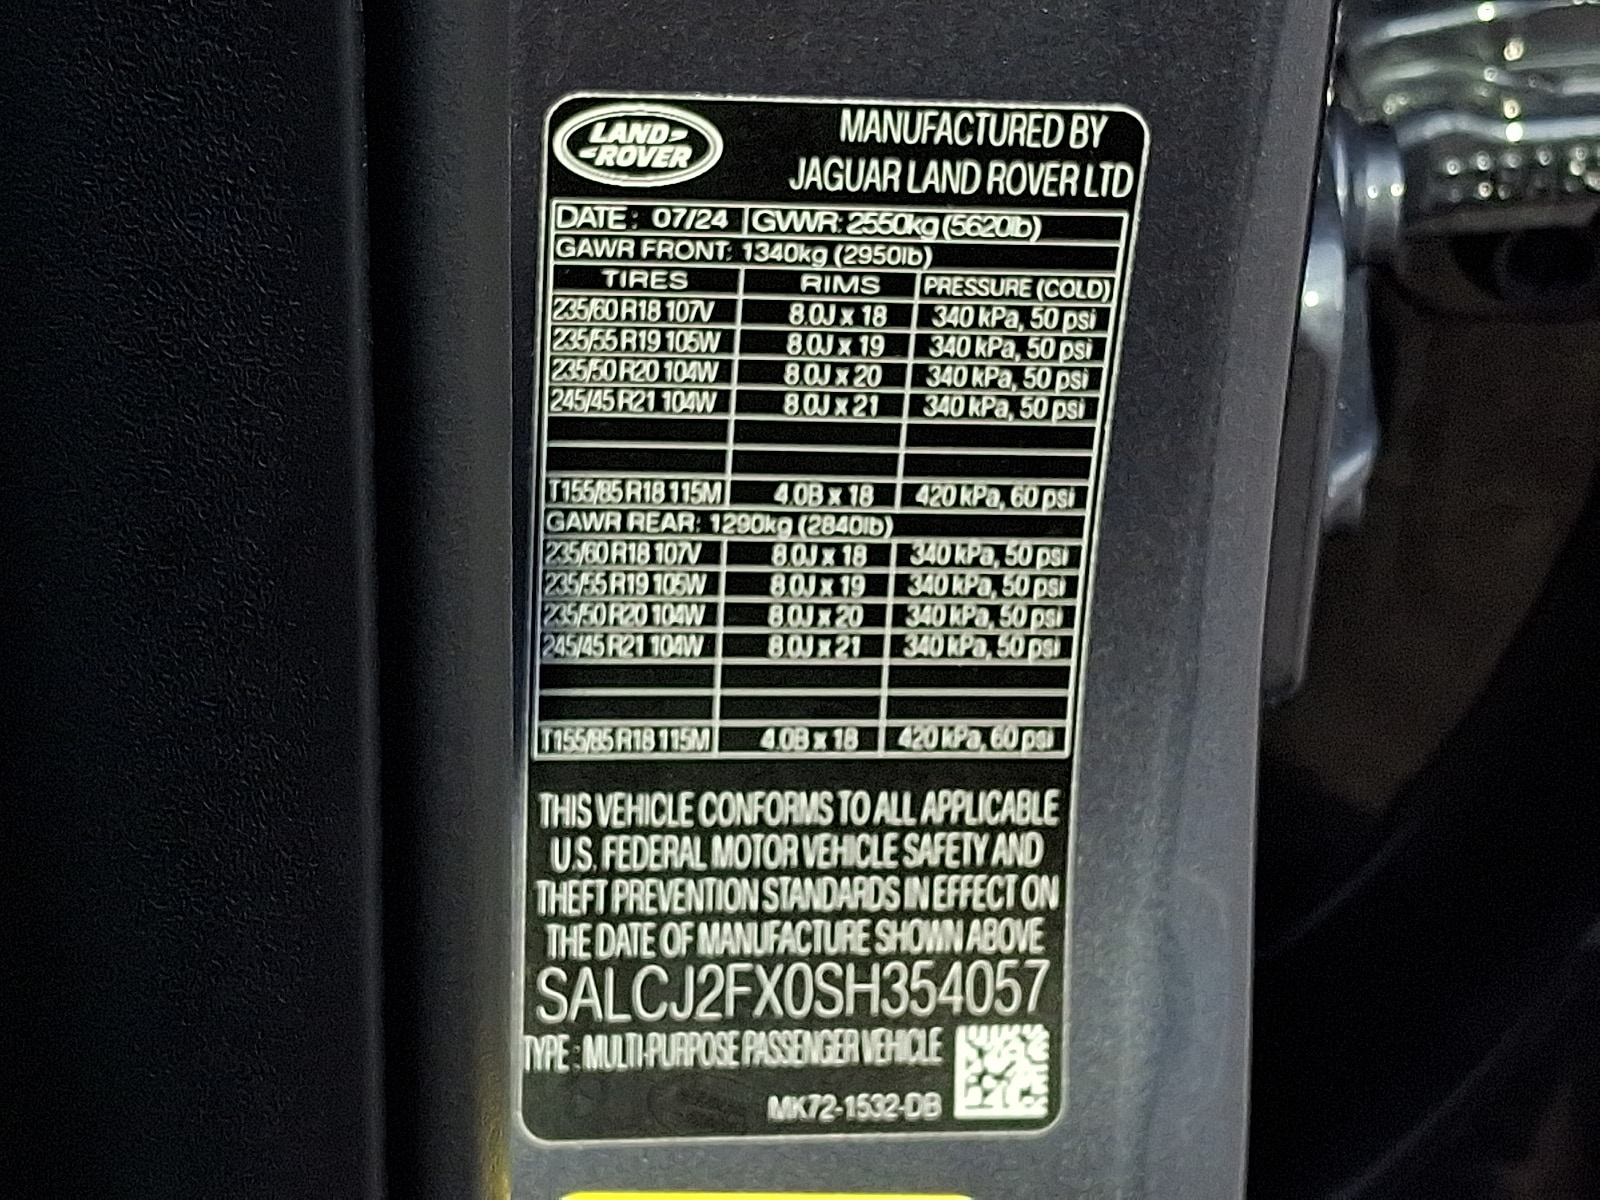 LAND-
-ROVER
MANUFACTURED BY
JAGUAR LAND ROVER LTD
DATE: 07/24 GVWR: 2550kg (5620lb)
GAWR FRONT: 1340kg (2950lb)
TIRES RIMS PRESSURE (COLD)
235/60 R18 107V 8.0J x 18 340 kPa, 50 psi
235/55 R19 105W 8.0J x 19 340 kPa, 50 psi
235/50 R20 104W 8.0J x 20 340 kPa, 50 psi
245/45 R21 104W 8.0J x 21 340 kPa, 50 psi
T155/85 R18 115M 4.0B x 18 420 kPa, 60 psi
GAWR REAR: 1290kg (2840lb)
235/60 R18 107V 8.0J x 18 340 kPa, 50 psi
235/55 R19 105W 8.0J x 19 340 kPa, 50 psi
235/50 R20 104W 8.0J x 20 340 kPa, 50 psi
245/45 R21 104W 8.0J x 21 340 kPa, 50 psi
T155/85 R18 115M 4.0B x 18 420 kPa, 60 psi
THIS VEHICLE CONFORMS TO ALL APPLICABLE
U.S. FEDERAL MOTOR VEHICLE SAFETY AND
THEFT PREVENTION STANDARDS IN EFFECT ON
THE DATE OF MANUFACTURE SHOWN ABOVE
SALCJ2FX0SH354057
TYPE : MULTI-PURPOSE PASSENGER VEHICLE
MK72-1532-DB